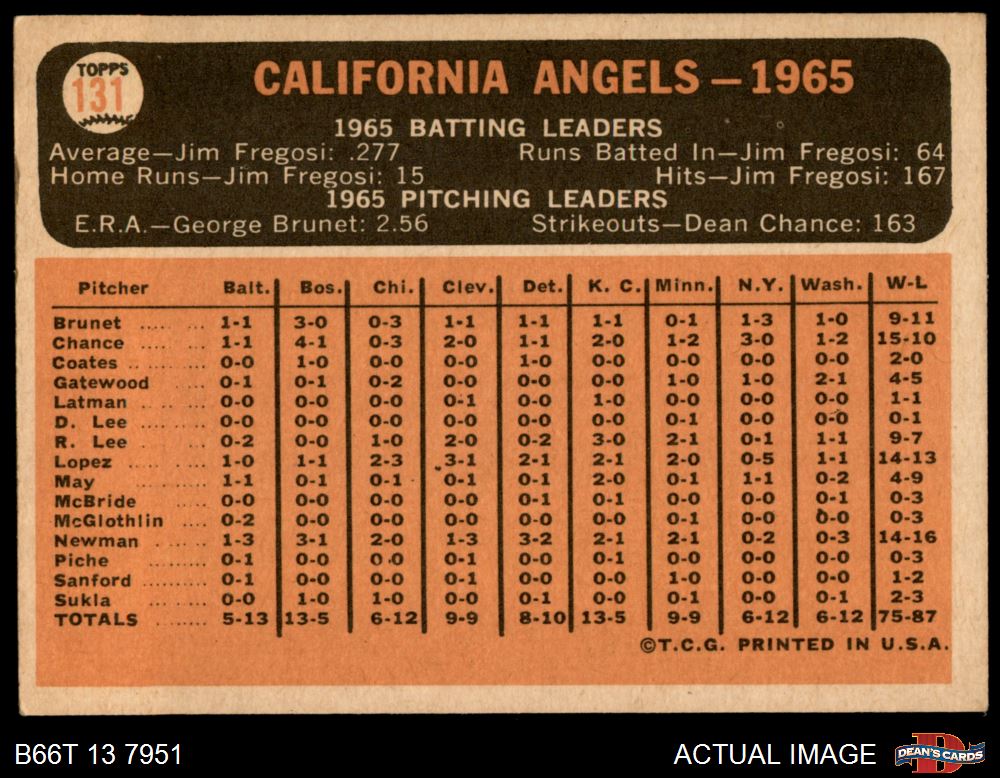 TOPPS
131
CALIFORNIA ANGELS — 1965
1965 BATTING LEADERS
Average—Jim Fregosi: .277 Runs Batted In—Jim Fregosi: 64
Home Runs—Jim Fregosi: 15 Hits—Jim Fregosi: 167
1965 PITCHING LEADERS
E.R.A.—George Brunet: 2.56 Strikeouts—Dean Chance: 163
Pitcher Balt. Bos. Chi. Clev. Det. K. C. Minn. N.Y. Wash. W-L
Brunet ..... ... 1-1 3-0 0-3 1-1 1-1 1-1 0-1 1-3 1-0 9-11
Chance .... .... 1-1 4-1 0-3 2-0 1-1 2-0 1-2 3-0 1-2 15-10
Coates .. ...... 0-0 1-0 0-0 0-0 1-0 0-0 0-0 0-0 0-0 2-0
Gatewood .... 0-1 0-1 0-2 0-0 0-0 0-0 1-0 1-0 2-1 4-5
Latman .. .. ... 0-0 0-0 0-0 0-1 0-0 1-0 0-0 0-0 0-0 1-1
D. Lee .... ..... 0-0 0-0 0-0 0-0 0-0 0-0 0-1 0-0 0-0 0-1
R. Lee ... ..... 0-2 0-0 1-0 2-0 0-2 3-0 2-1 0-1 1-1 9-7
Lopez ..... .... 1-0 1-1 2-3 3-1 2-1 2-1 2-0 0-5 1-1 14-13
May ...... ..... 1-1 0-1 0-1 0-1 0-1 2-0 0-1 1-1 0-2 4-9
McBride ..... 0-0 0-0 0-0 0-0 0-1 0-1 0-0 0-0 0-1 0-3
McGlothlin .... 0-2 0-0 0-0 0-0 0-0 0-0 0-1 0-0 0-0 0-3
Newman ....... 1-3 3-1 2-0 1-3 3-2 2-1 2-1 0-2 0-3 14-16
Piche ..... ..... 0-1 0-0 0-0 0-1 0-0 0-1 0-0 0-0 0-0 0-3
Sanford ......... 0-1 0-0 0-0 0-1 0-0 0-0 1-0 0-0 0-0 1-2
Sukla ... ...... 0-0 1-0 1-0 0-0 0-1 0-0 0-1 0-0 0-1 2-3
TOTALS ........ 5-13 13-5 6-12 9-9 8-10 13-5 9-9 6-12 6-12 75-87
©T.C.G. PRINTED IN U.S.A.
B66T 13 7951 ACTUAL IMAGE
D
DEAN'S CARDS